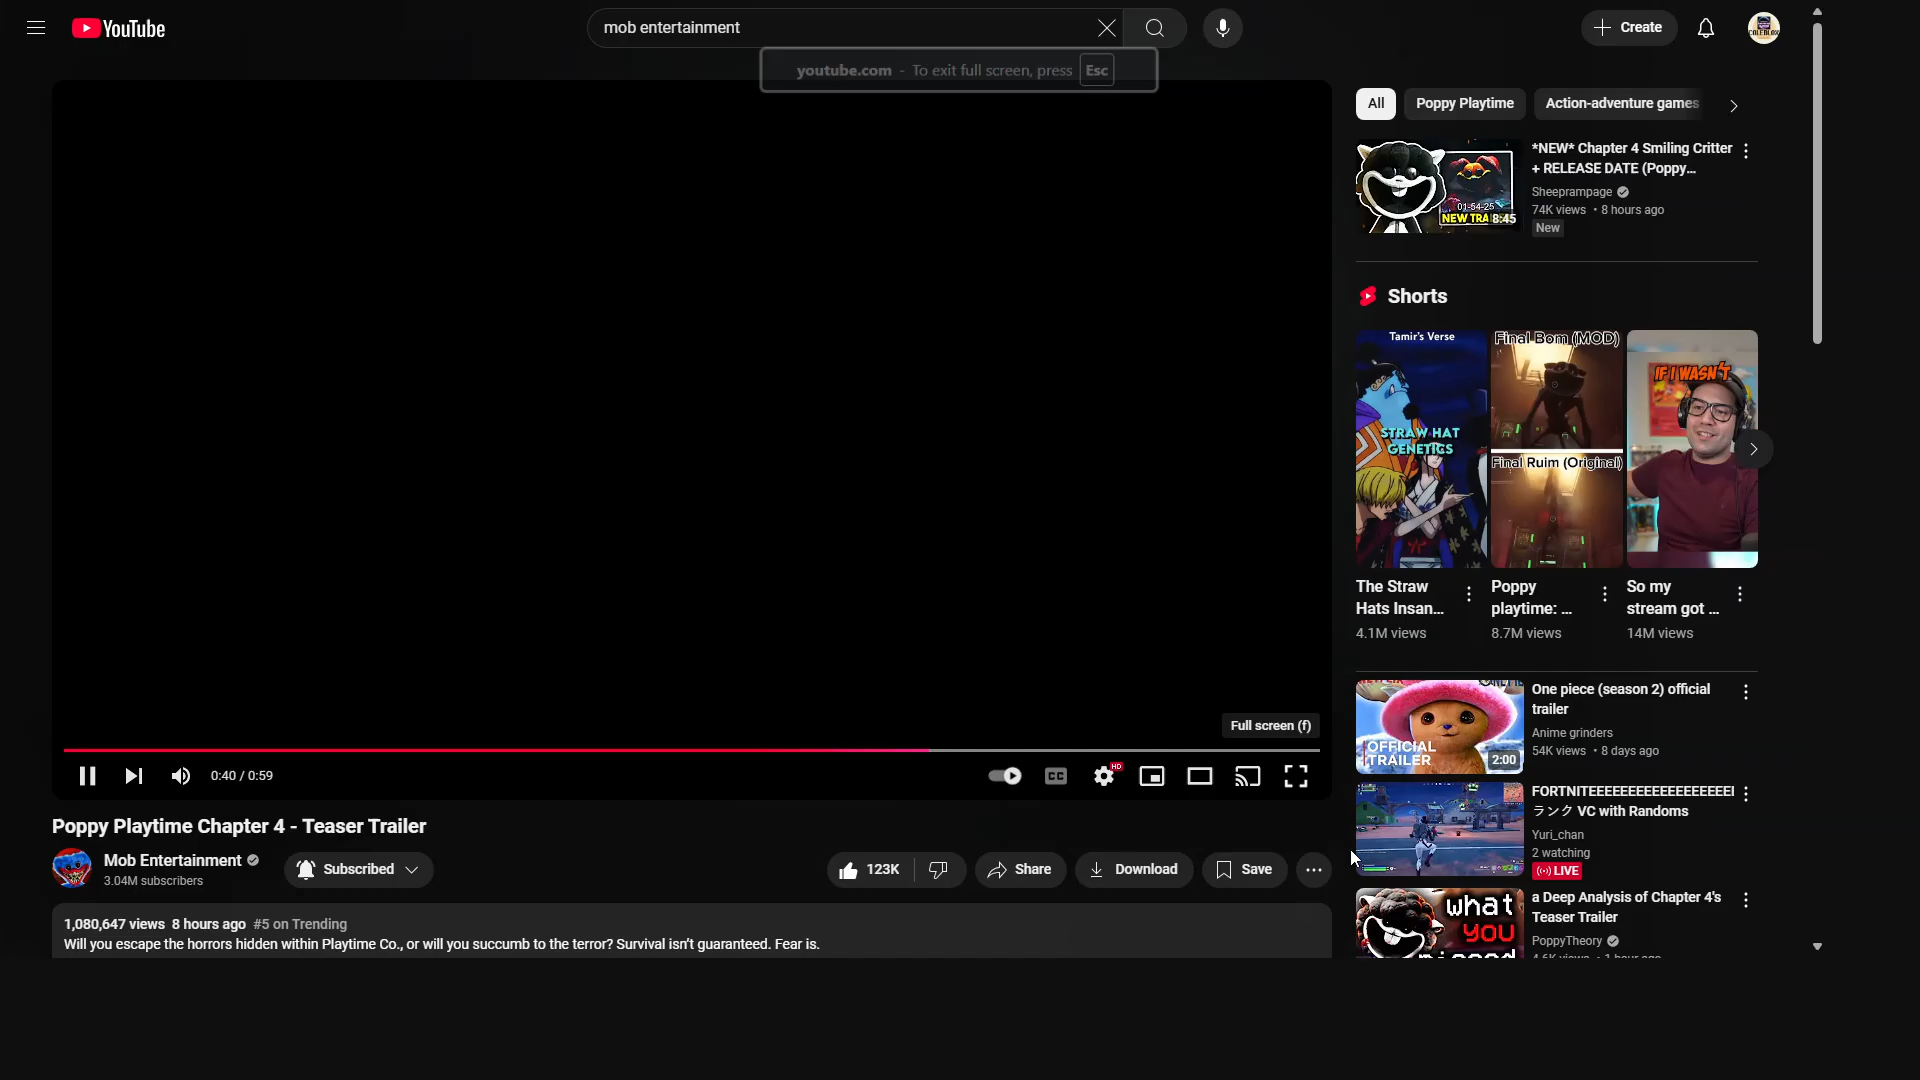 YouTube
mob entertainment
Create
COLEBLOX
youtube.com - To exit full screen, press Esc
All
Poppy Playtime
Action-adventure games
01-54-25
NEW TRA
8:45
*NEW* Chapter 4 Smiling Critter
+ RELEASE DATE (Poppy...
Sheeprampage
74K views • 8 hours ago
New
Shorts
Tamir's Verse
STRAW HAT
GENETICS
Final Bom (MOD)
Final Ruim (Original)
IF I WASN'T
The Straw
Hats Insan...
4.1M views
Poppy
playtime: ...
8.7M views
So my
stream got ...
14M views
OFFICIAL
TRAILER
2:00
One piece (season 2) official
trailer
Anime grinders
54K views • 8 days ago
Full screen (f)
0:40 / 0:59
CC
HD
FORTNITEEEEEEEEEEEEEEEEEEE
ランク VC with Randoms
Yuri_chan
2 watching
LIVE
Poppy Playtime Chapter 4 - Teaser Trailer
Mob Entertainment
3.04M subscribers
Subscribed
123K
Share
Download
Save
what
YOU
a Deep Analysis of Chapter 4's
Teaser Trailer
PoppyTheory
1,080,647 views 8 hours ago #5 on Trending
Will you escape the horrors hidden within Playtime Co., or will you succumb to the terror? Survival isn't guaranteed. Fear is.